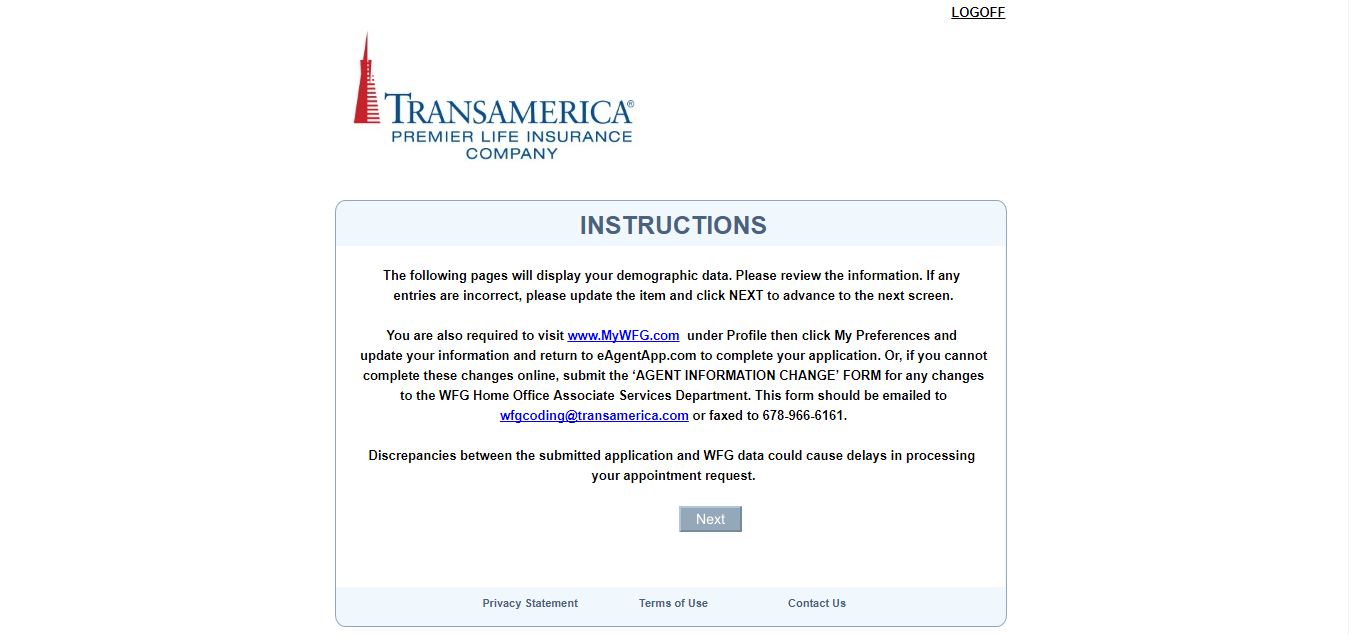 LOGOFF
TRANSAMERICA®
PREMIER LIFE INSURANCE
COMPANY
INSTRUCTIONS
The following pages will display your demographic data. Please review the information. If any
entries are incorrect, please update the item and click NEXT to advance to the next screen.
You are also required to visit www.MyWFG.com under Profile then click My Preferences and
update your information and return to eAgentApp.com to complete your application. Or, if you cannot
complete these changes online, submit the ‘AGENT INFORMATION CHANGE’ FORM for any changes
to the WFG Home Office Associate Services Department. This form should be emailed to
wfgcoding@transamerica.com or faxed to 678-966-6161.
Discrepancies between the submitted application and WFG data could cause delays in processing
your appointment request.
Next
Privacy Statement Terms of Use Contact Us